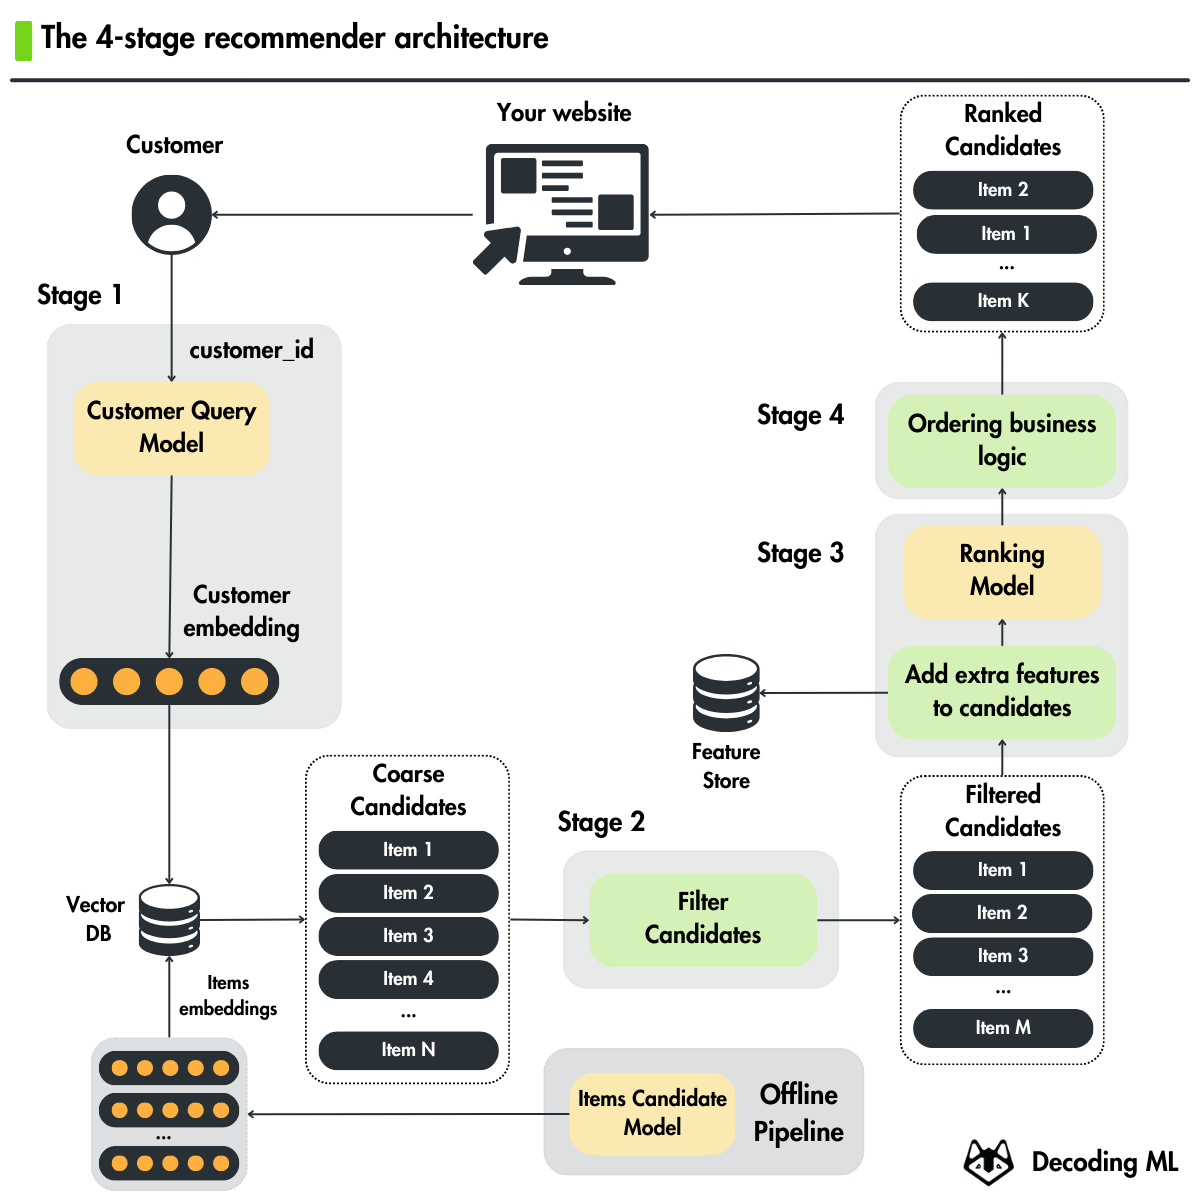 The 4-stage recommender architecture
Customer
Your website
Ranked
Candidates
Item 2
Item 1
...
Item K
Stage 1
customer_id
Customer Query
Model
Customer
embedding
Vector
DB
Items
embeddings
...
Coarse
Candidates
Item 1
Item 2
Item 3
Item 4
...
Item N
Stage 2
Filter
Candidates
Filtered
Candidates
Item 1
Item 2
Item 3
...
Item M
Stage 3
Add extra features
to candidates
Feature
Store
Ranking
Model
Stage 4
Ordering business
logic
Items Candidate
Model
Offline
Pipeline
Decoding ML